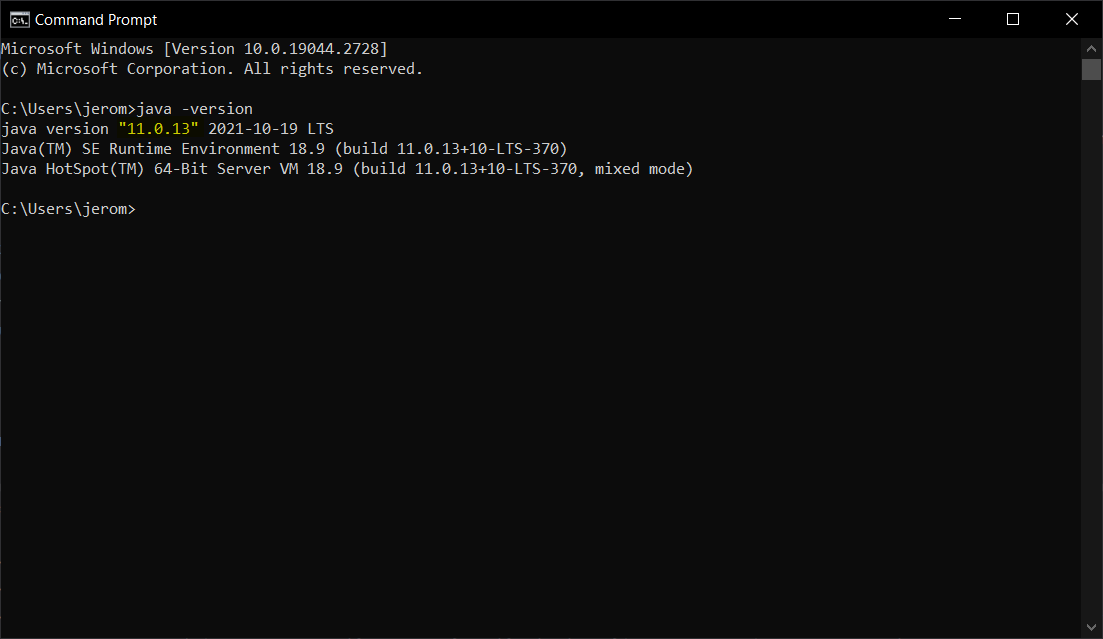 Command Prompt
Microsoft Windows [Version 10.0.19044.2728]
(c) Microsoft Corporation. All rights reserved.
C:\Users\jerom>java -version
java version "11.0.13" 2021-10-19 LTS
Java(TM) SE Runtime Environment 18.9 (build 11.0.13+10-LTS-370)
Java HotSpot(TM) 64-Bit Server VM 18.9 (build 11.0.13+10-LTS-370, mixed mode)
C:\Users\jerom>